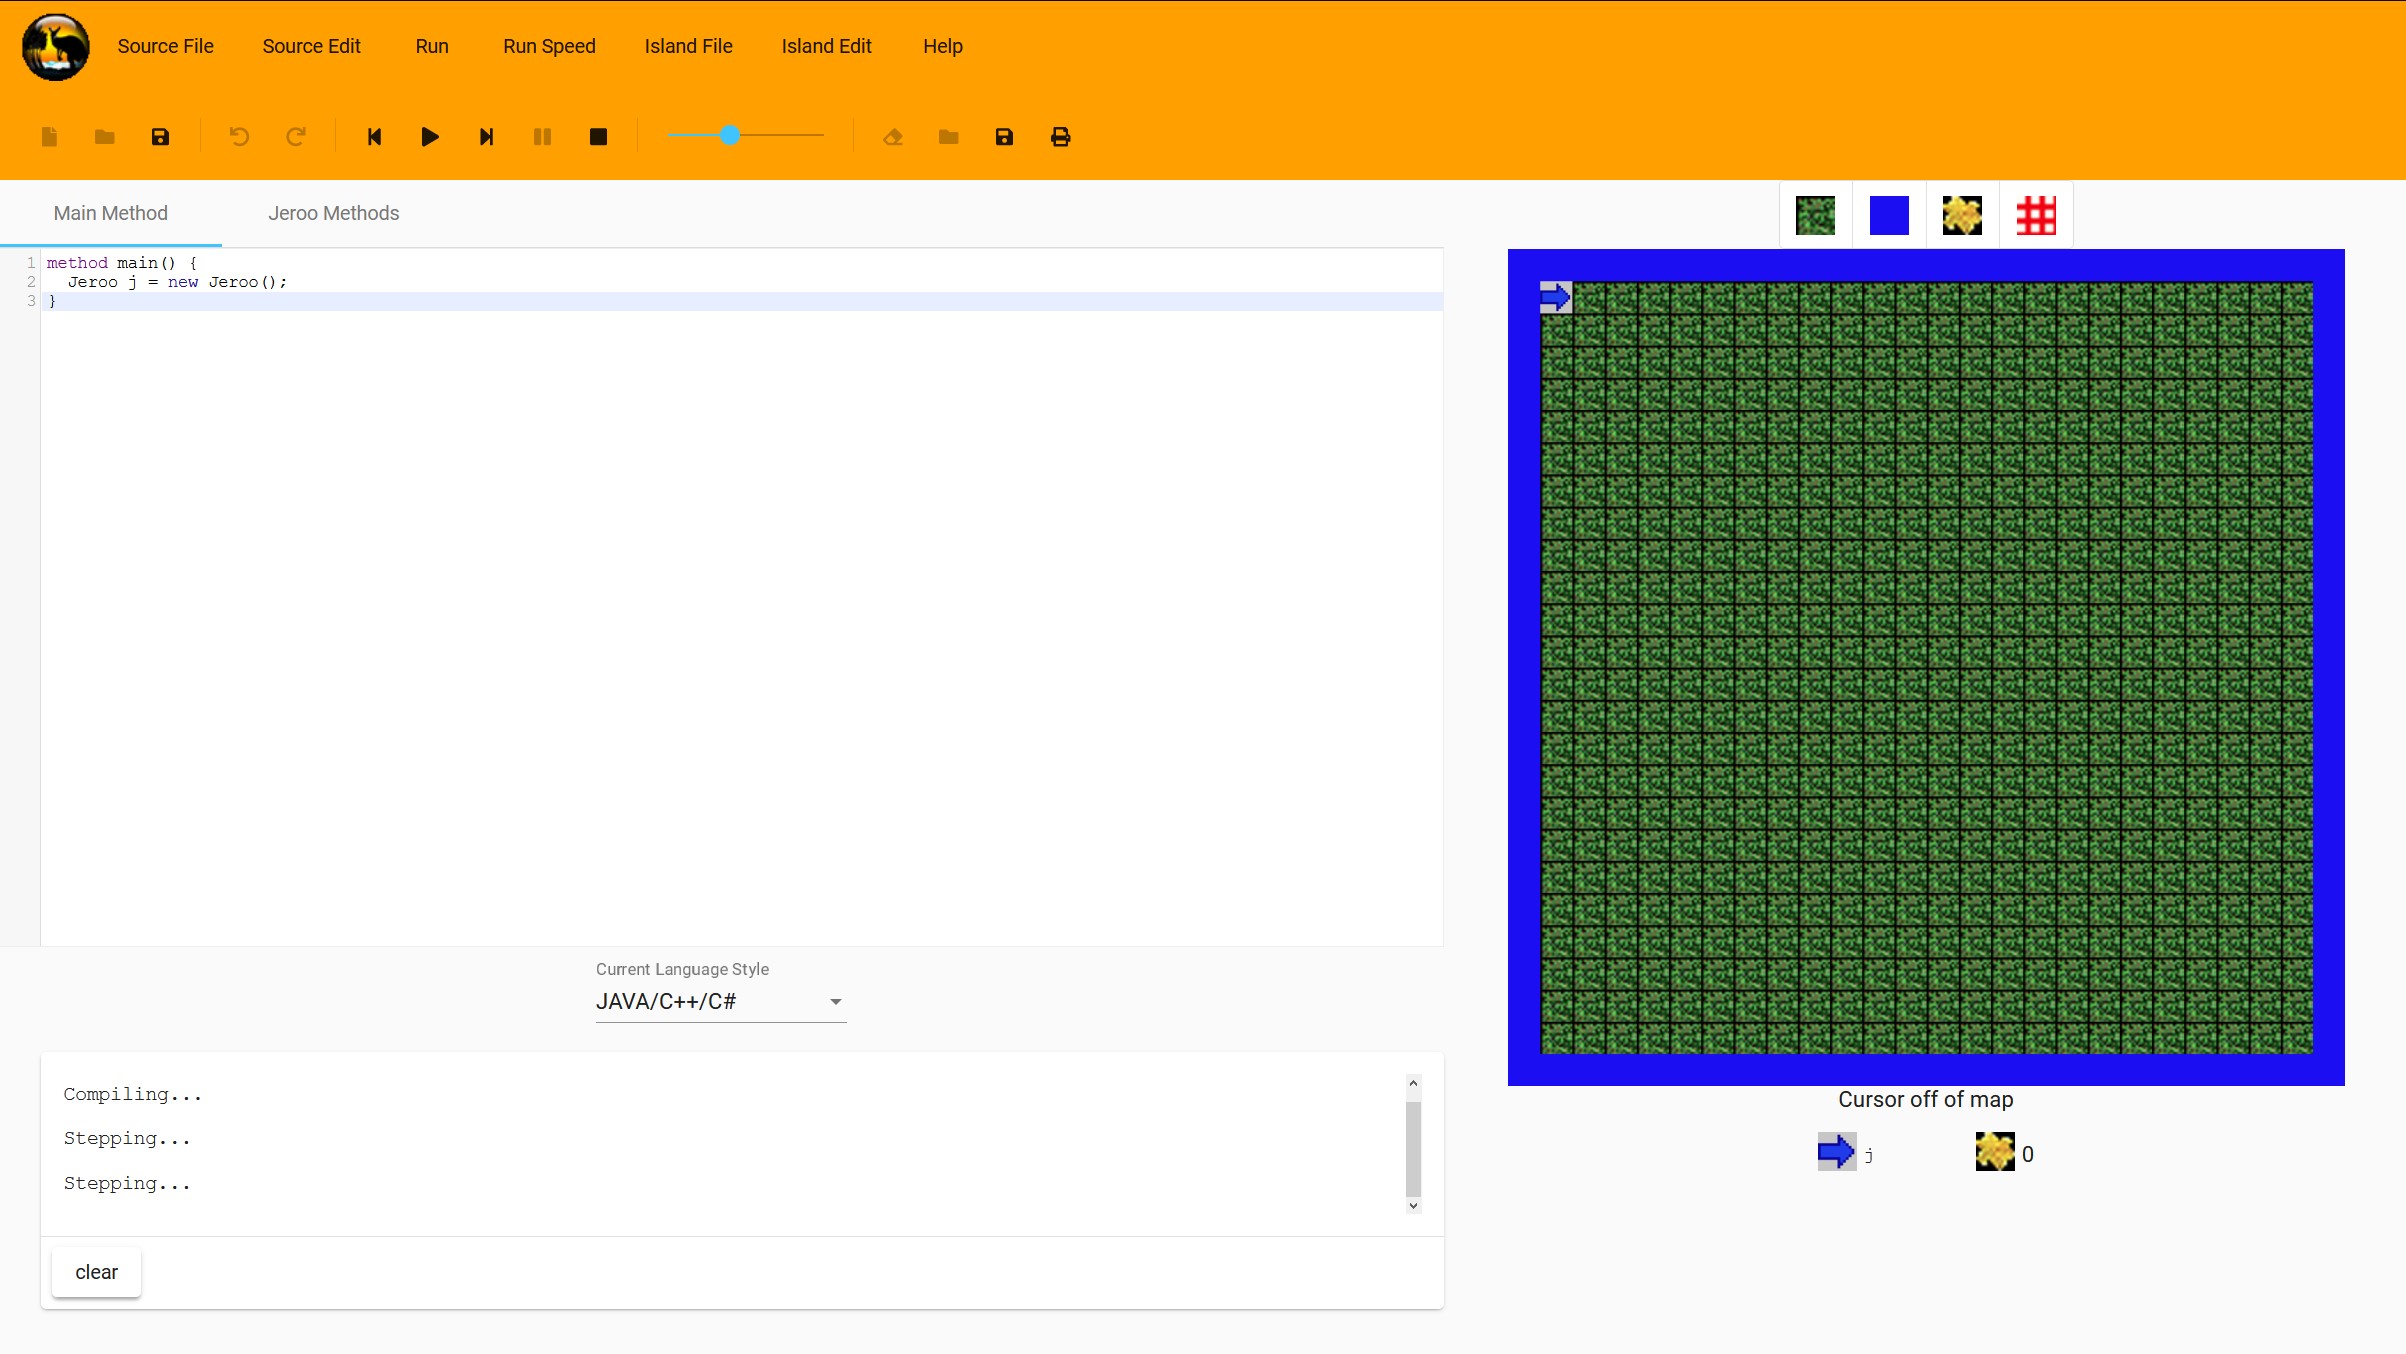 Source File Source Edit Run Run Speed Island File Island Edit Help
Main Method Jeroo Methods
1 method main() {
2   Jeroo j = new Jeroo();
3 }
Current Language Style
JAVA/C++/C#
Compiling...
Stepping...
Stepping...
clear
Cursor off of map
j 0